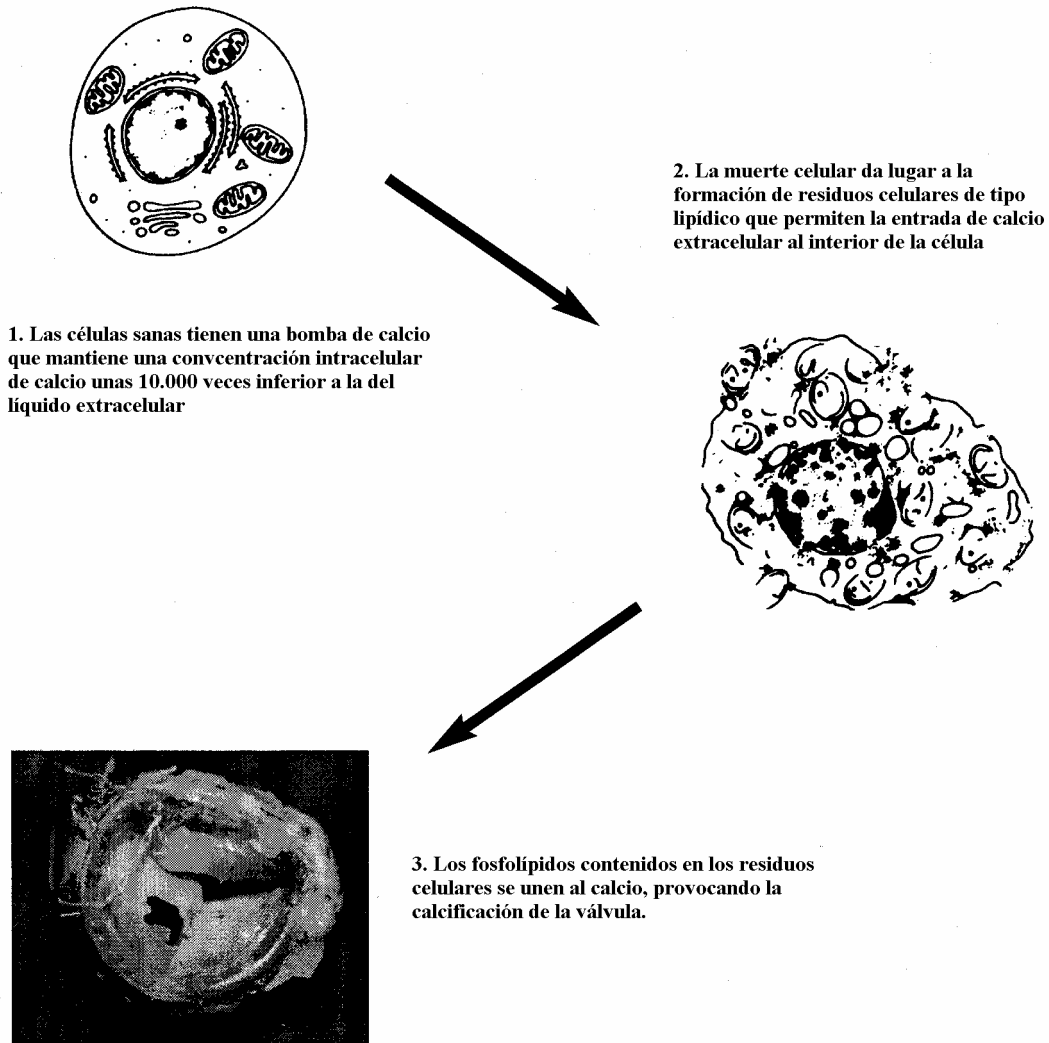 1. Las células sanas tienen una bomba de calcio
que mantiene una convcentración intracelular
de calcio unas 10.000 veces inferior a la del
líquido extracelular
2. La muerte celular da lugar a la
formación de residuos celulares de tipo
lipídico que permiten la entrada de calcio
extracelular al interior de la célula
3. Los fosfolípidos contenidos en los residuos
celulares se unen al calcio, provocando la
calcificación de la válvula.